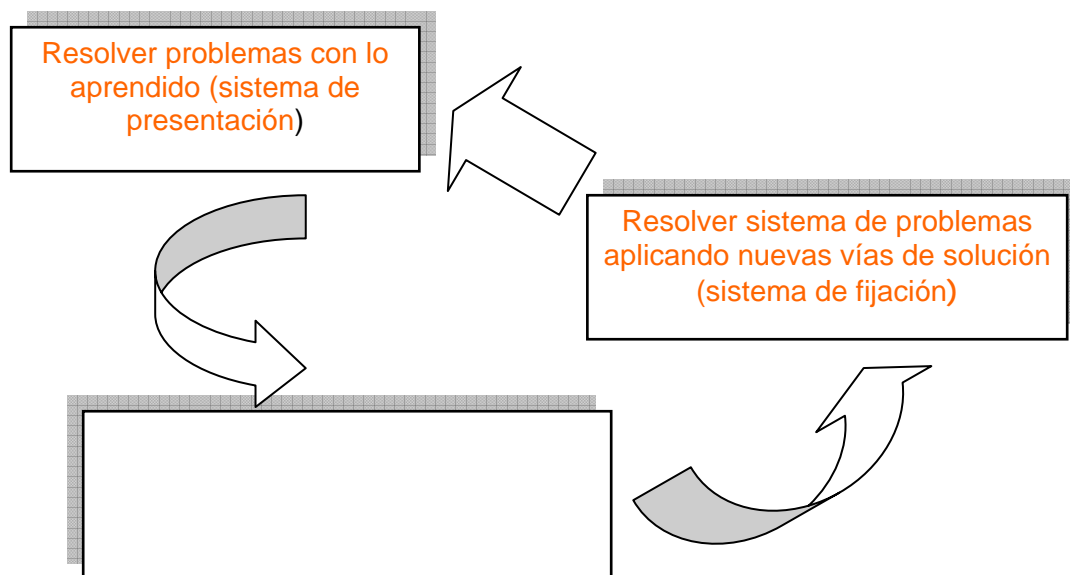 Resolver problemas con lo
aprendido (sistema de
presentación)
Resolver sistema de problemas
aplicando nuevas vías de solución
(sistema de fijación)